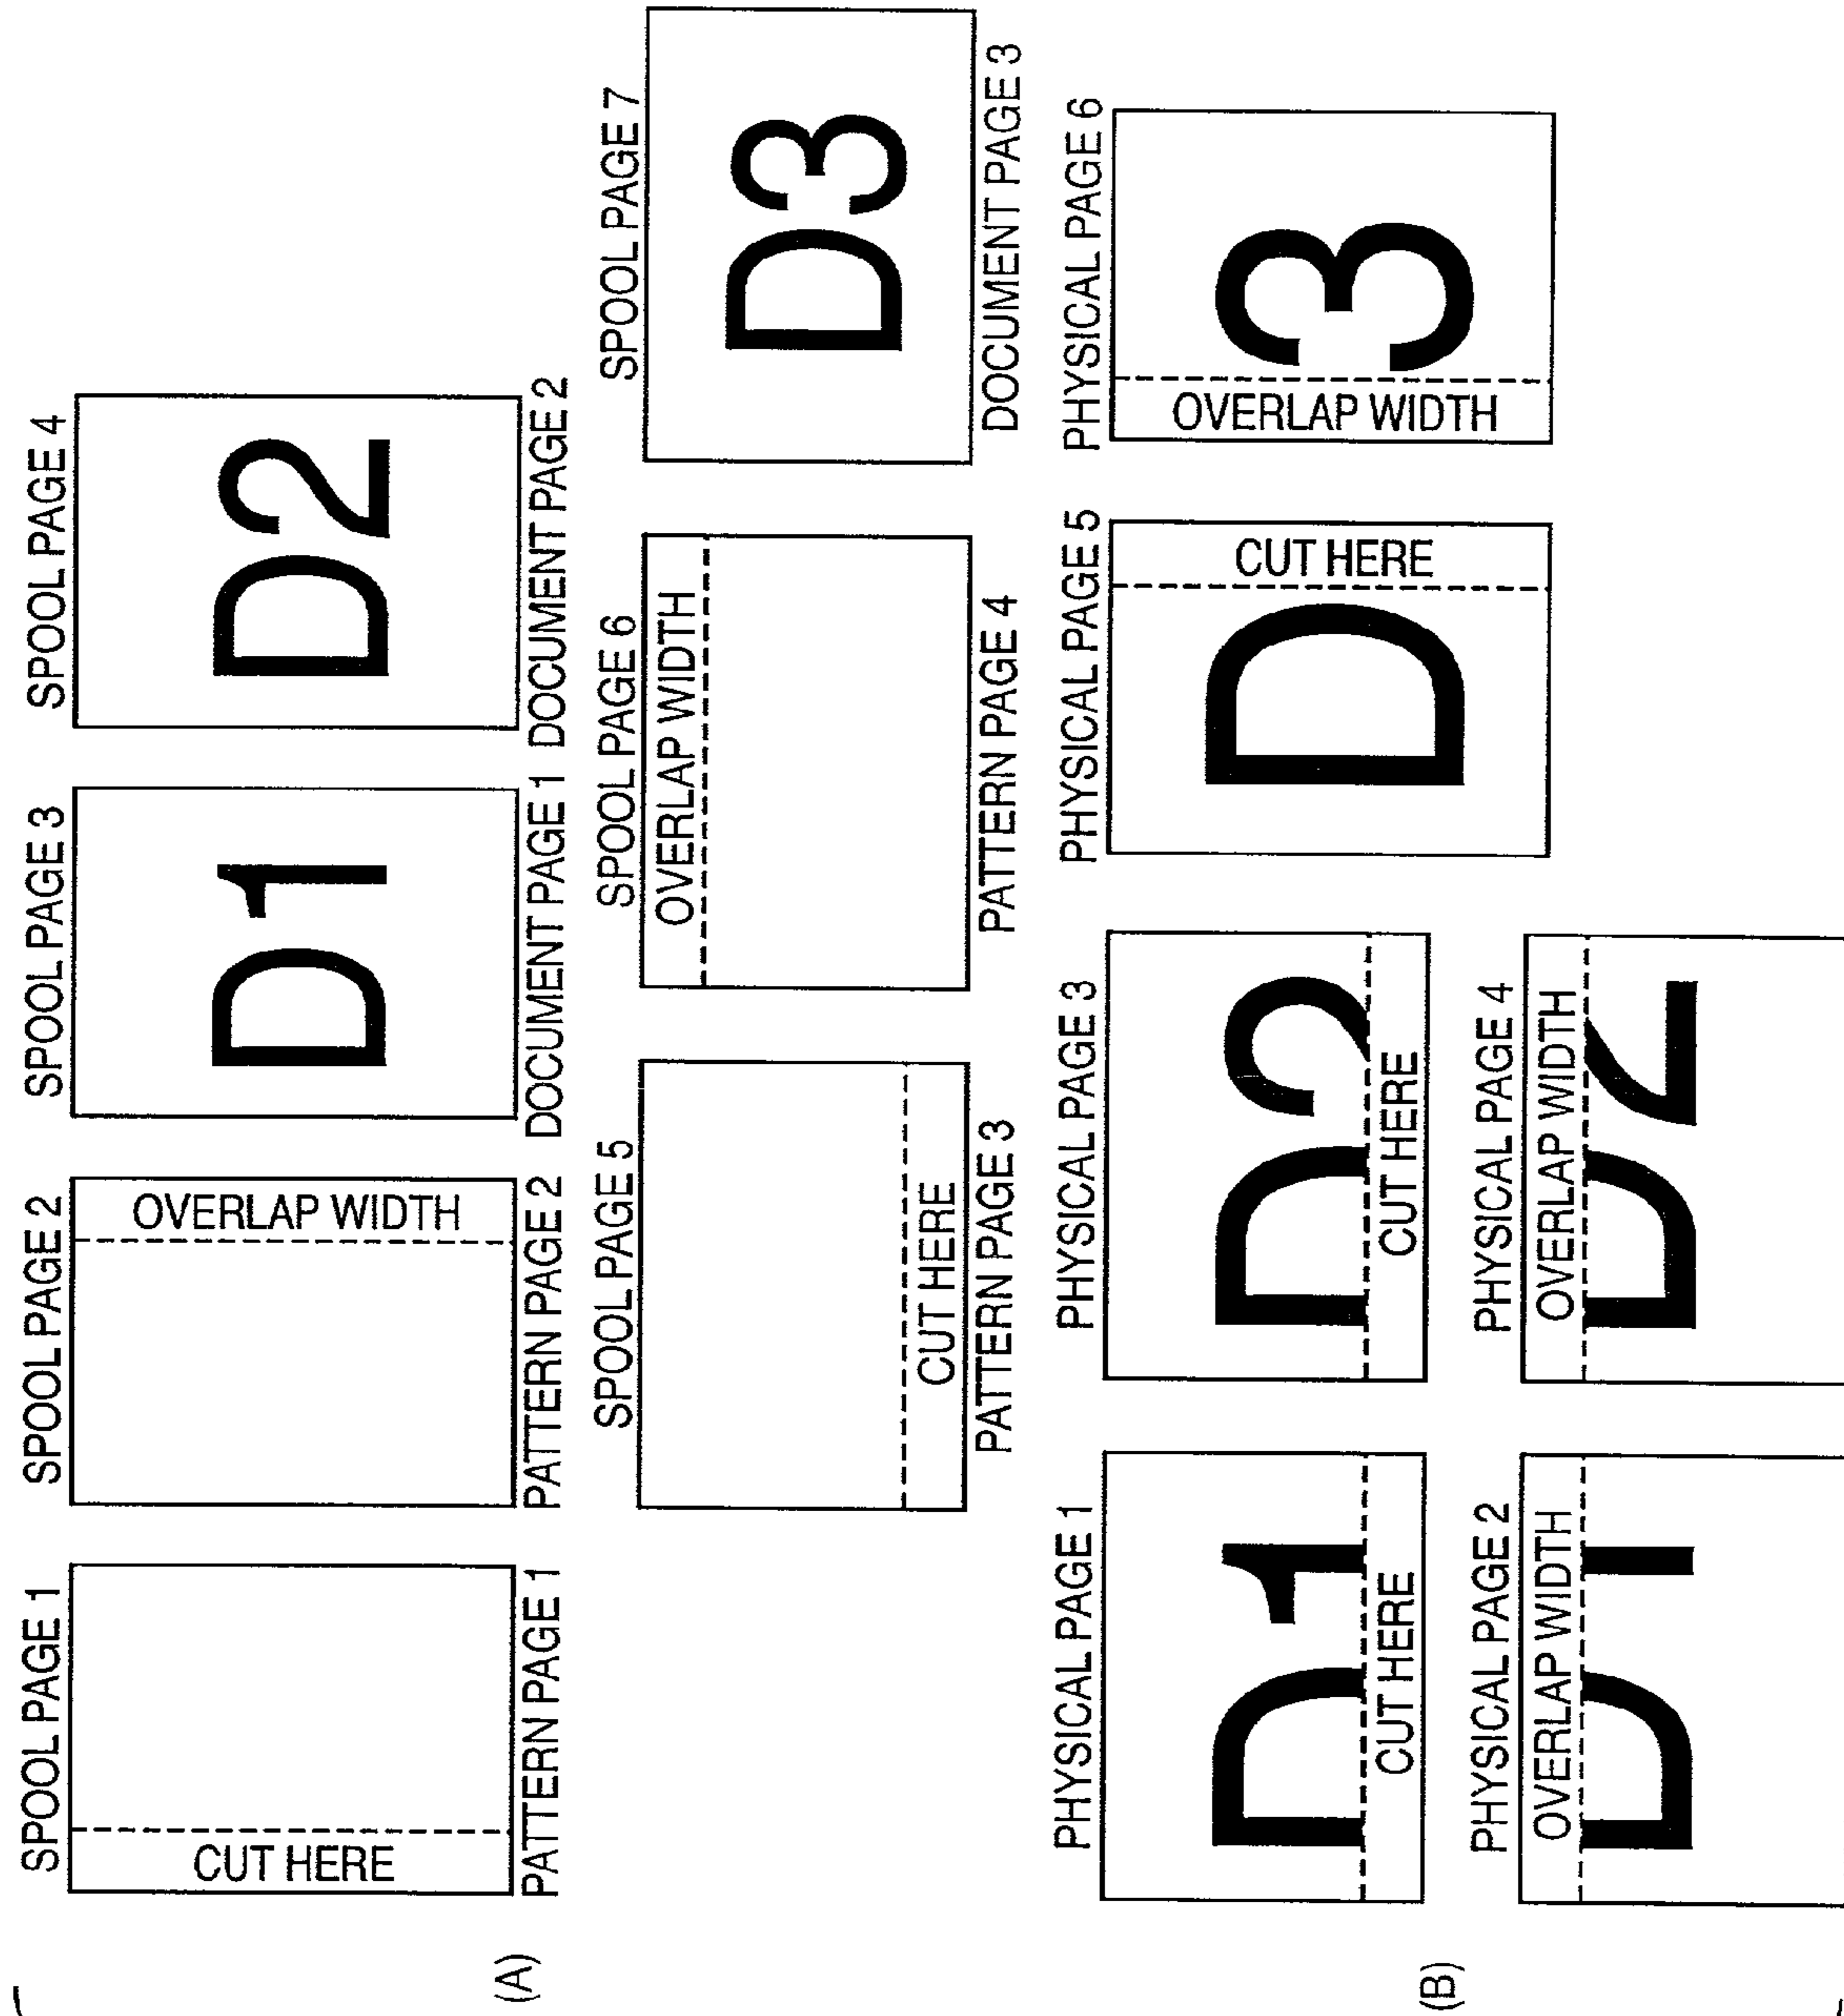 (A)
SPOOL PAGE 1
CUT HERE
PATTERN PAGE 1
SPOOL PAGE 2
OVERLAP WIDTH
PATTERN PAGE 2
SPOOL PAGE 3
D1
DOCUMENT PAGE 1
SPOOL PAGE 4
D2
DOCUMENT PAGE 2
SPOOL PAGE 5
CUT HERE
PATTERN PAGE 3
SPOOL PAGE 6
OVERLAP WIDTH
PATTERN PAGE 4
SPOOL PAGE 7
D3
DOCUMENT PAGE 3
(B)
PHYSICAL PAGE 1
D1
CUT HERE
PHYSICAL PAGE 3
D2
CUT HERE
PHYSICAL PAGE 5
D
CUT HERE
PHYSICAL PAGE 6
OVERLAP WIDTH
3
PHYSICAL PAGE 2
OVERLAP WIDTH
D1
PHYSICAL PAGE 4
OVERLAP WIDTH
D2